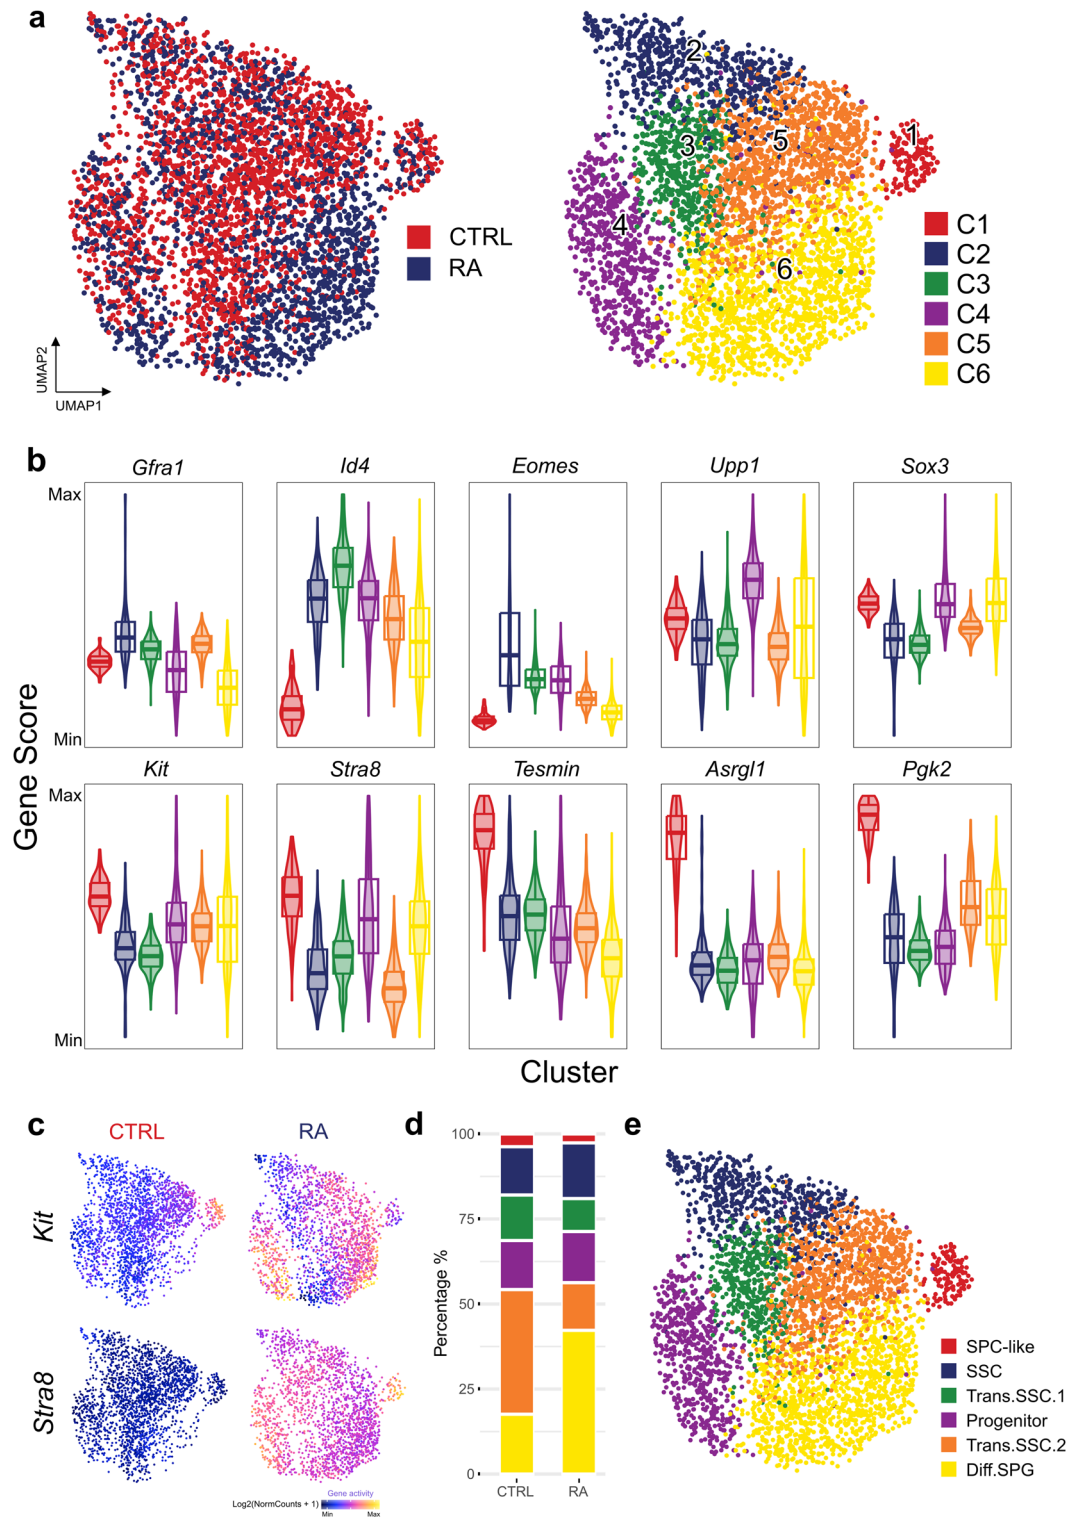 a
2
1
5
3
4
6
CTRL
RA
C1
C2
C3
C4
C5
C6
UMAP2
UMAP1
b
Gfra1
Id4
Eomes
Upp1
Sox3
Max
Min
Gene Score
Kit
Stra8
Tesmin
Asrgl1
Pgk2
Max
Min
Cluster
c
CTRL
RA
Kit
Stra8
Gene activity
Log2(NormCounts + 1)
Min
Max
d
100
75
50
25
0
Percentage %
CTRL
RA
e
SPC-like
SSC
Trans.SSC.1
Progenitor
Trans.SSC.2
Diff.SPG